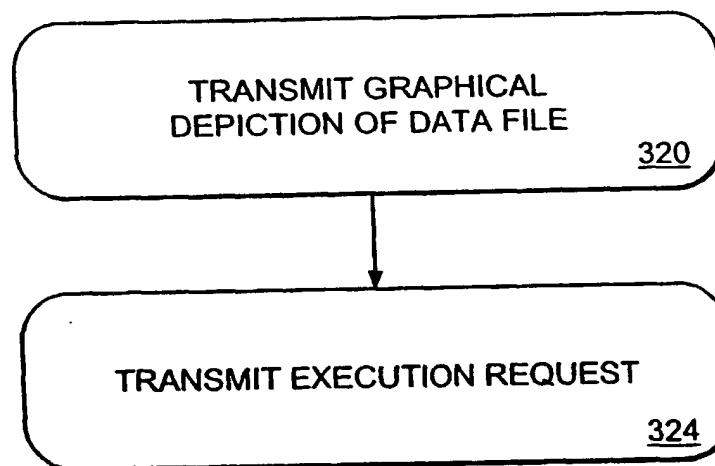 TRANSMIT GRAPHICAL
DEPICTION OF DATA FILE
320
TRANSMIT EXECUTION REQUEST
324